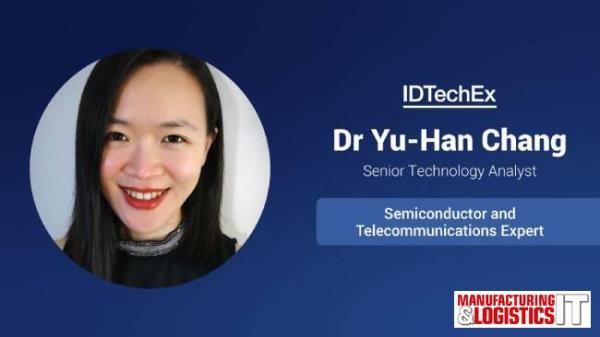 IDTechEx
Dr Yu-Han Chang
Senior Technology Analyst
Semiconductor and
Telecommunications Expert
MANUFACTURING
&LOGISTICS IT